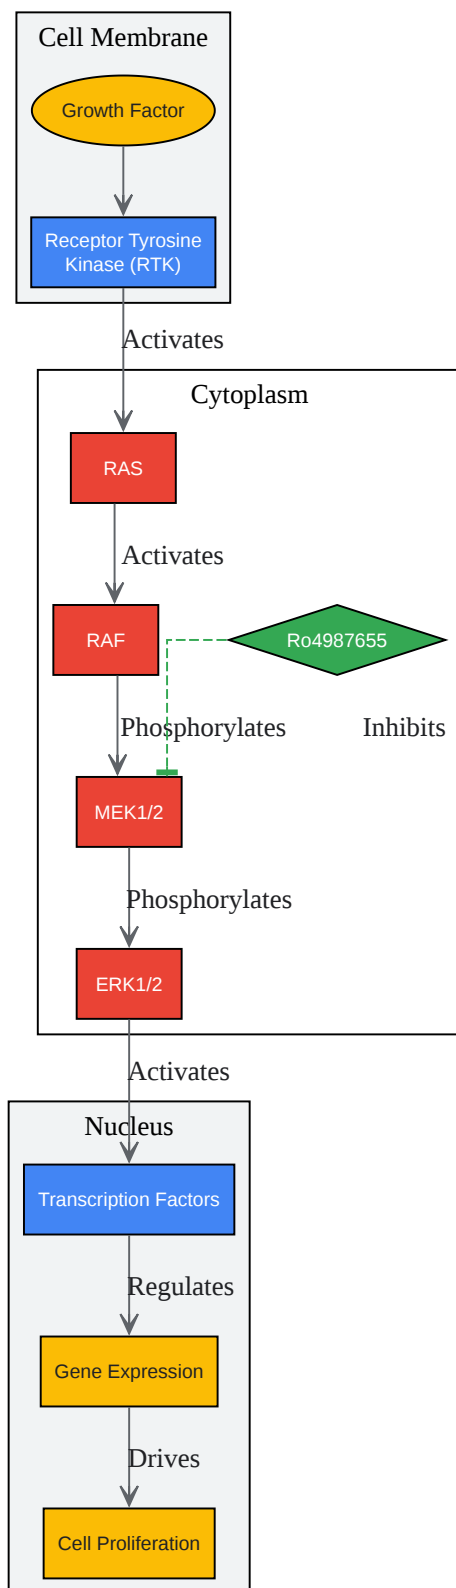 Cell Membrane
Growth Factor
Receptor Tyrosine
Kinase (RTK)
Activates
Cytoplasm
RAS
Activates
RAF
Ro4987655
Phosphorylates
Inhibits
MEK1/2
Phosphorylates
ERK1/2
Activates
Nucleus
Transcription Factors
Regulates
Gene Expression
Drives
Cell Proliferation